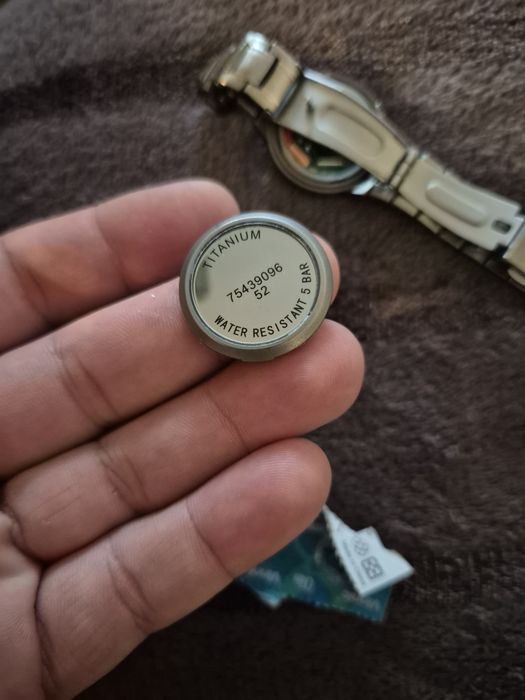 TITANIUM
75439096
52
WATER RESISTANT 5 BAR